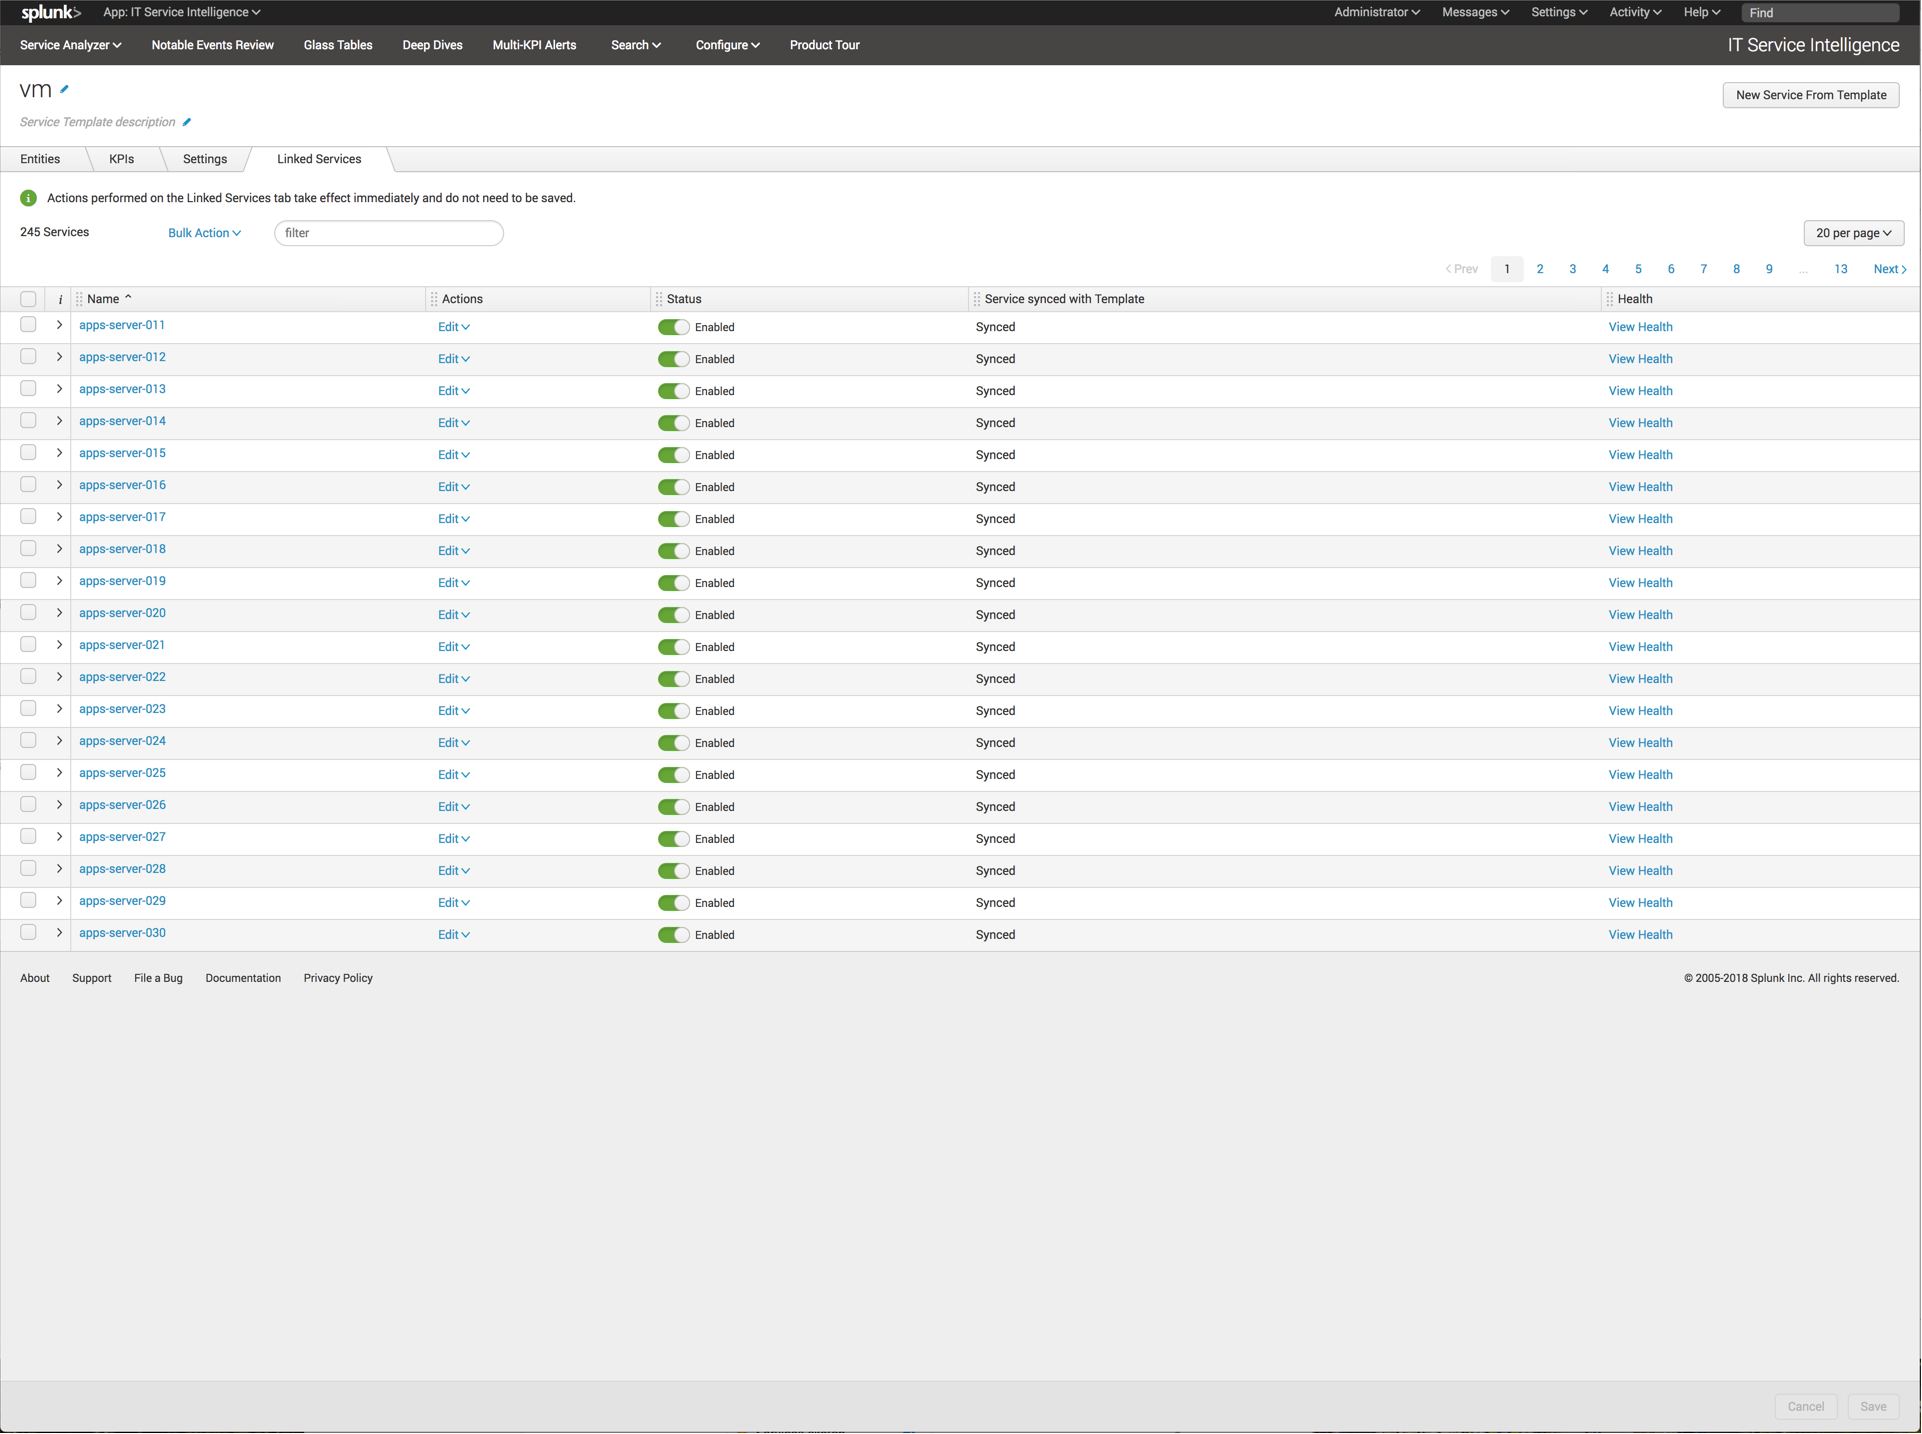 splunk> App: IT Service Intelligence Administrator Messages Settings Activity Help Find
Service Analyzer Notable Events Review Glass Tables Deep Dives Multi-KPI Alerts Search Configure Product Tour IT Service Intelligence
vm
New Service From Template
Service Template description
Entities KPIs Settings Linked Services
Actions performed on the Linked Services tab take effect immediately and do not need to be saved.
245 Services Bulk Action filter 20 per page
< Prev 1 2 3 4 5 6 7 8 9 ... 13 Next >
i Name Actions Status Service synced with Template Health
apps-server-011 Edit Enabled Synced View Health
apps-server-012 Edit Enabled Synced View Health
apps-server-013 Edit Enabled Synced View Health
apps-server-014 Edit Enabled Synced View Health
apps-server-015 Edit Enabled Synced View Health
apps-server-016 Edit Enabled Synced View Health
apps-server-017 Edit Enabled Synced View Health
apps-server-018 Edit Enabled Synced View Health
apps-server-019 Edit Enabled Synced View Health
apps-server-020 Edit Enabled Synced View Health
apps-server-021 Edit Enabled Synced View Health
apps-server-022 Edit Enabled Synced View Health
apps-server-023 Edit Enabled Synced View Health
apps-server-024 Edit Enabled Synced View Health
apps-server-025 Edit Enabled Synced View Health
apps-server-026 Edit Enabled Synced View Health
apps-server-027 Edit Enabled Synced View Health
apps-server-028 Edit Enabled Synced View Health
apps-server-029 Edit Enabled Synced View Health
apps-server-030 Edit Enabled Synced View Health
About Support File a Bug Documentation Privacy Policy © 2005-2018 Splunk Inc. All rights reserved.
Cancel Save